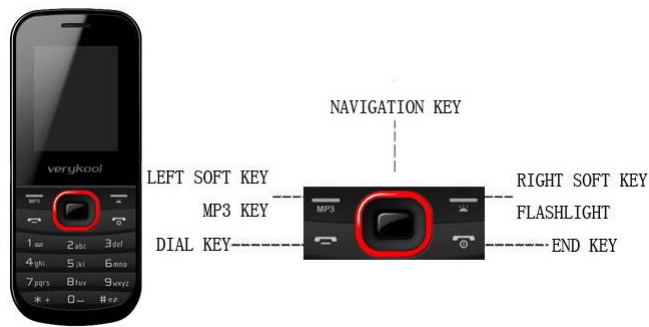 verykool
MP3
1
2abc
3def
4ghi
5jkl
6mno
7pqrs
8tuv
9wxyz
* +
0
#
NAVIGATION KEY
LEFT SOFT KEY
MP3 KEY
DIAL KEY
MP3
RIGHT SOFT KEY
FLASHLIGHT
END KEY